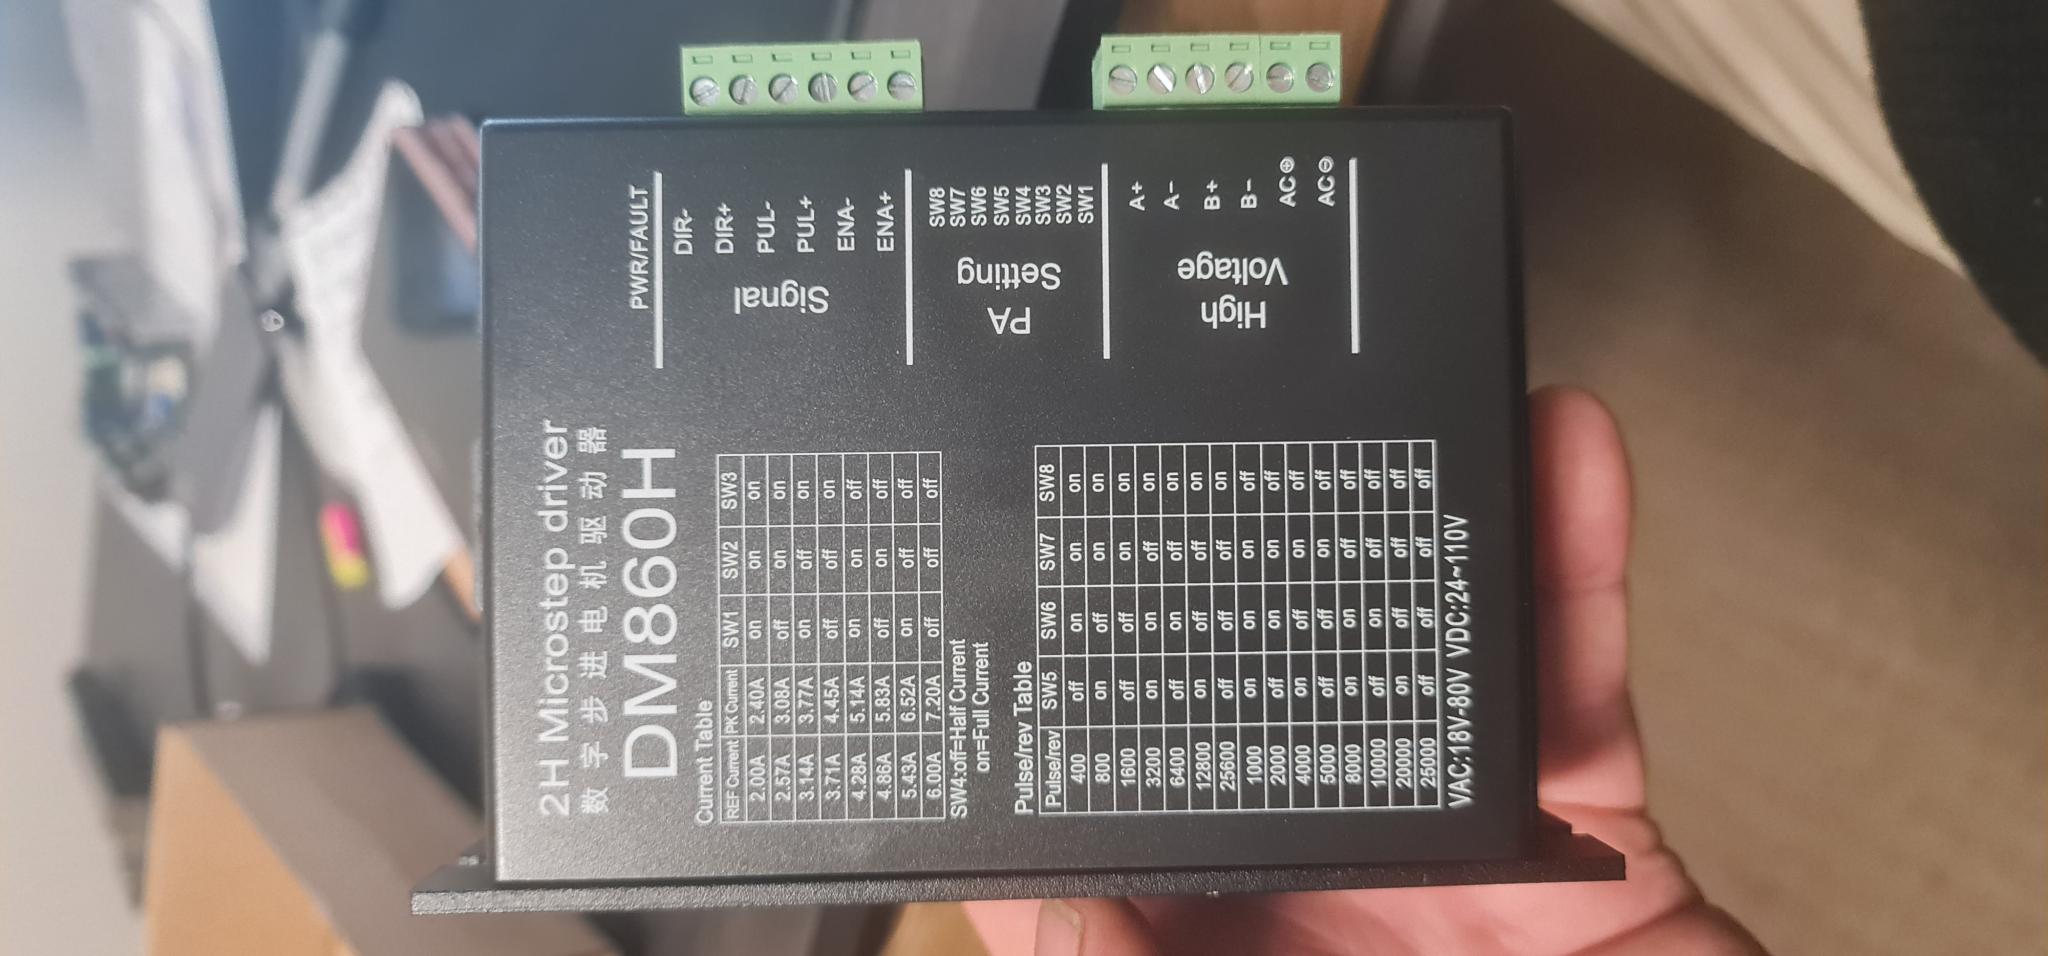 2H Microstep driver
数字步进电机驱动器
DM860H
Current Table
REF Current PK Current SW1 SW2 SW3
2.00A 2.40A on on on
2.57A 3.08A off on on
3.14A 3.77A on off on
3.71A 4.45A off off on
4.28A 5.14A on on off
4.86A 5.83A off on off
5.43A 6.52A on off off
6.00A 7.20A off off off
SW4:off=Half Current
on=Full Current
Pulse/rev Table
Pulse/rev SW5 SW6 SW7 SW8
400 off on on on
800 on off on on
1600 off off on on
3200 on on off on
6400 off on off on
12800 on off off on
25600 off off off on
1000 on on on off
2000 off on on off
4000 on off on off
5000 off off on off
8000 on on off off
10000 off on off off
20000 on off off off
25000 off off off off
VAC:18V-80V VDC:24~110V
PWR/FAULT
DIR-
DIR+
PUL-
PUL+
ENA-
ENA+
Signal
SW8
SW7
SW6
SW5
SW4
SW3
SW2
SW1
PA
Setting
A+
A-
B+
B-
AC⊕
AC⊖
High
Voltage